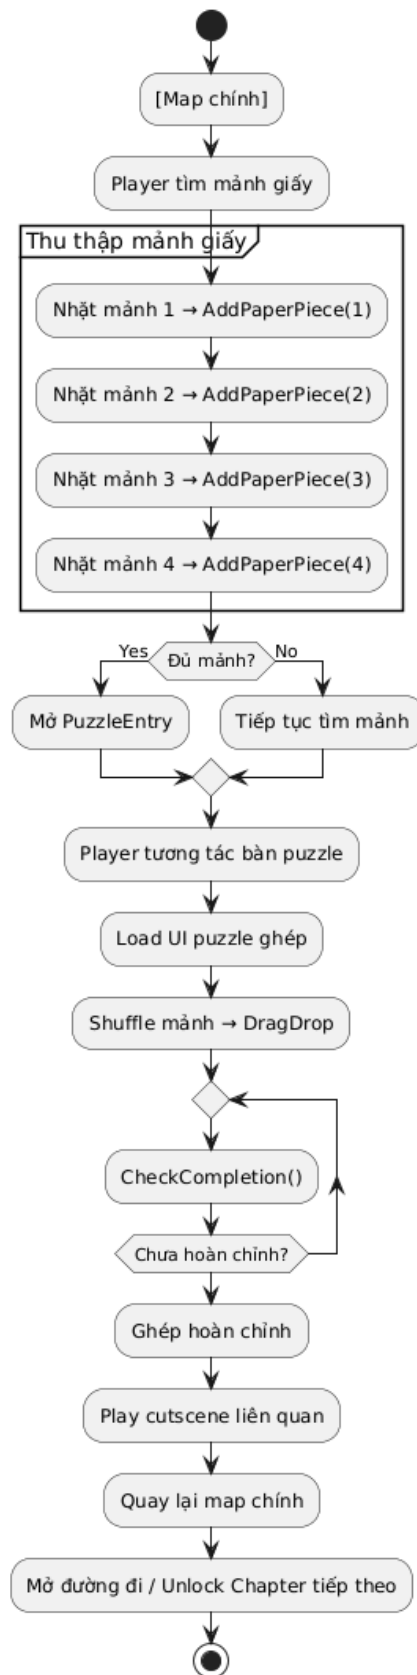 [Map chính]
Player tìm mảnh giấy
Thu thập mảnh giấy
Nhặt mảnh 1 → AddPaperPiece(1)
Nhặt mảnh 2 → AddPaperPiece(2)
Nhặt mảnh 3 → AddPaperPiece(3)
Nhặt mảnh 4 → AddPaperPiece(4)
Yes
Đủ mảnh?
No
Mở PuzzleEntry
Tiếp tục tìm mảnh
Player tương tác bàn puzzle
Load UI puzzle ghép
Shuffle mảnh → DragDrop
CheckCompletion()
Chưa hoàn chỉnh?
Ghép hoàn chỉnh
Play cutscene liên quan
Quay lại map chính
Mở đường đi / Unlock Chapter tiếp theo